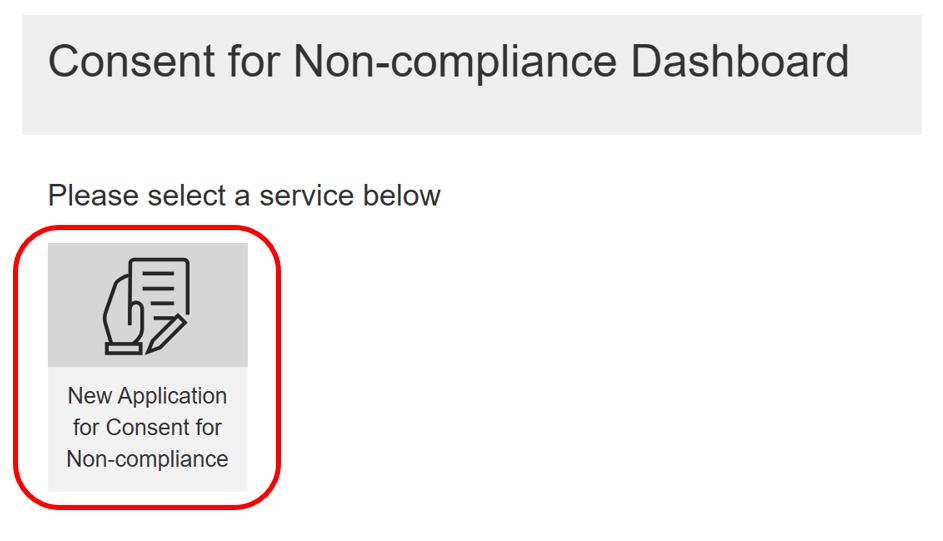 Consent for Non-compliance Dashboard
Please select a service below
New Application
for Consent for
Non-compliance